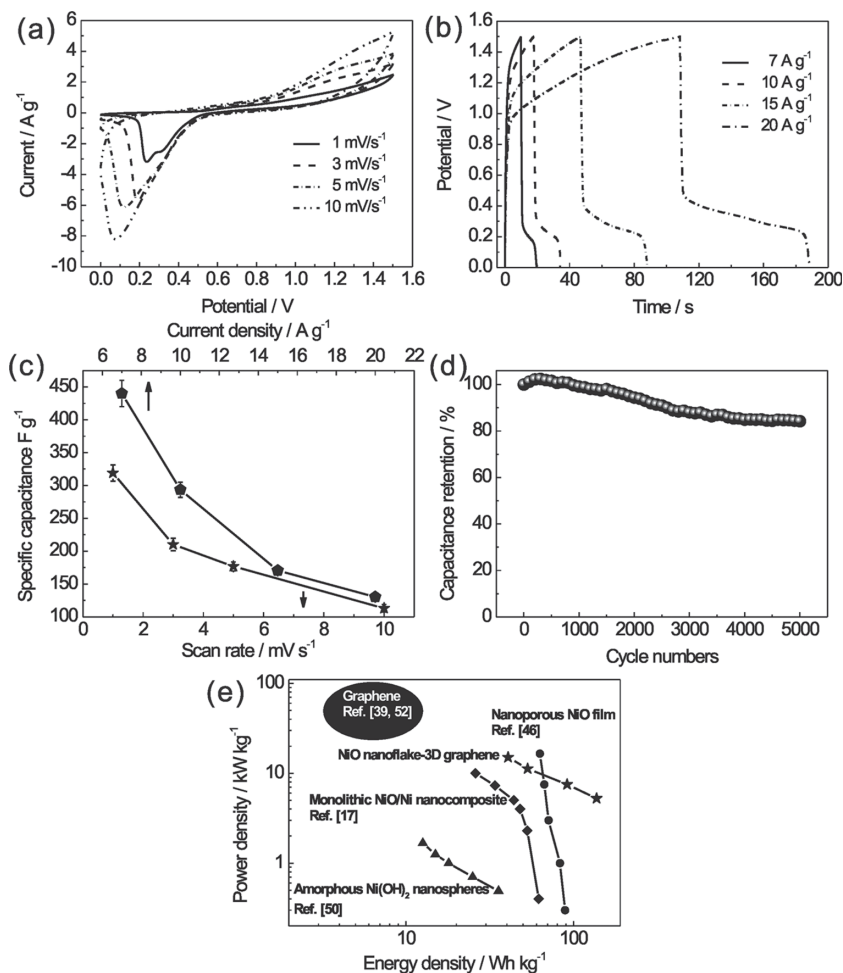 (a)
Current / A g-1
6
4
2
0
-2
-4
-6
-8
-10
1 mV/s-1
3 mV/s-1
5 mV/s-1
10 mV/s-1
0.0 0.2 0.4 0.6 0.8 1.0 1.2 1.4 1.6
Potential / V
(b)
Potential / V
1.6
1.4
1.2
1.0
0.8
0.6
0.4
0.2
0.0
7 A g-1
10 A g-1
15 A g-1
20 A g-1
0 40 80 120 160 200
Time / s
(c)
Current density / A g-1
6 8 10 12 14 16 18 20 22
Specific capacitance F g-1
450
400
350
300
250
200
150
100
0 2 4 6 8 10
Scan rate / mV s-1
(d)
Capacitance retention / %
100
80
60
40
20
0
0 1000 2000 3000 4000 5000
Cycle numbers
(e)
Power density / kW kg-1
100
10
1
Graphene
Ref. [39, 52]
Nanoporous NiO film
Ref. [46]
NiO nanoflake-3D graphene
Monolithic NiO/Ni nanocomposite
Ref. [17]
Amorphous Ni(OH)2 nanospheres
Ref. [50]
10 100
Energy density / Wh kg-1